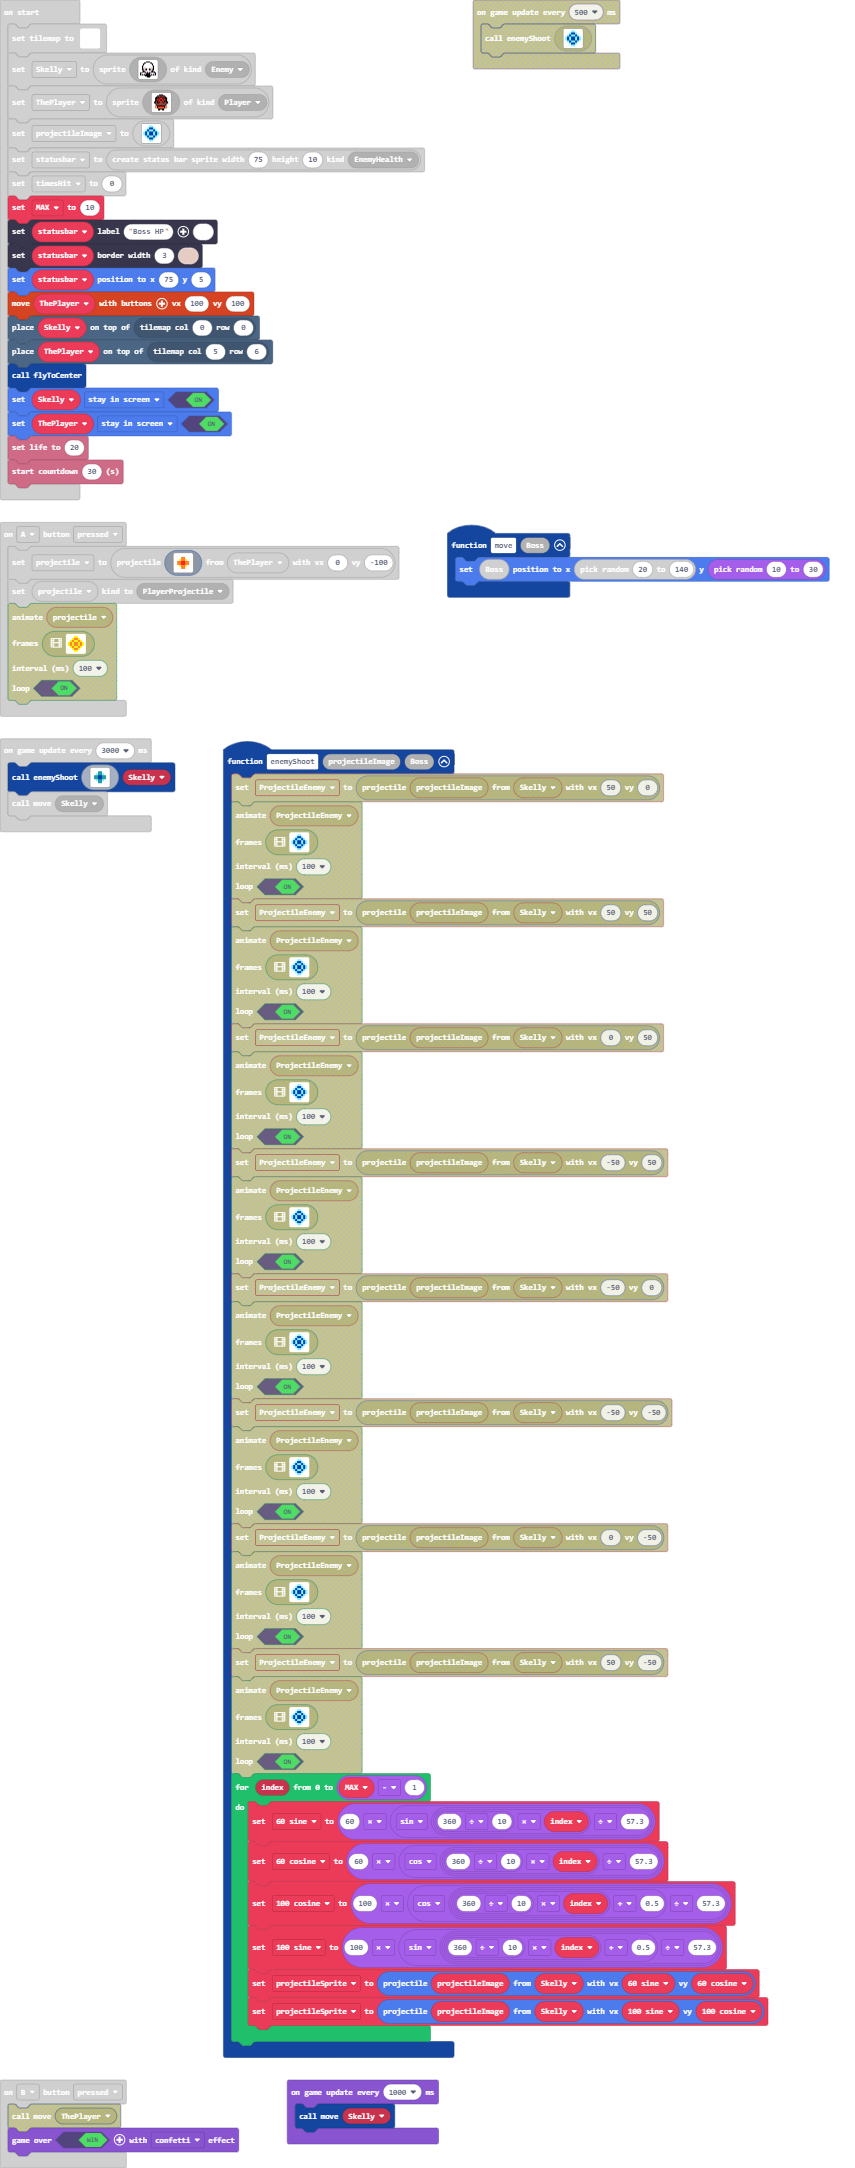 on start
set tilemap to
set Skelly to sprite of kind Enemy
set ThePlayer to sprite of kind Player
set projectileImage to
set statusbar to create status bar sprite width 75 height 10 kind EnemyHealth
set timesHit to 0
set MAX to 10
set statusbar label "Boss HP"
set statusbar border width 3
set statusbar position to x 75 y 5
move ThePlayer with buttons vx 100 vy 100
place Skelly on top of tilemap col 0 row 0
place ThePlayer on top of tilemap col 5 row 6
call flyToCenter
set Skelly stay in screen ON
set ThePlayer stay in screen ON
set life to 20
start countdown 30 (s)
on game update every 500 ms
call enemyShoot
on A button pressed
set projectile to projectile from ThePlayer with vx 0 vy -100
set projectile kind to PlayerProjectile
animate projectile
frames
interval (ms) 100
loop ON
function move Boss
set Boss position to x pick random 20 to 140 y pick random 10 to 30
on game update every 3000 ms
call enemyShoot Skelly
call move Skelly
function enemyShoot projectileImage Boss
set ProjectileEnemy to projectile projectileImage from Skelly with vx 50 vy 0
animate ProjectileEnemy
frames
interval (ms) 100
loop ON
set ProjectileEnemy to projectile projectileImage from Skelly with vx 50 vy 50
animate ProjectileEnemy
frames
interval (ms) 100
loop ON
set ProjectileEnemy to projectile projectileImage from Skelly with vx 0 vy 50
animate ProjectileEnemy
frames
interval (ms) 100
loop ON
set ProjectileEnemy to projectile projectileImage from Skelly with vx -50 vy 50
animate ProjectileEnemy
frames
interval (ms) 100
loop ON
set ProjectileEnemy to projectile projectileImage from Skelly with vx -50 vy 0
animate ProjectileEnemy
frames
interval (ms) 100
loop ON
set ProjectileEnemy to projectile projectileImage from Skelly with vx -50 vy -50
animate ProjectileEnemy
frames
interval (ms) 100
loop ON
set ProjectileEnemy to projectile projectileImage from Skelly with vx 0 vy -50
animate ProjectileEnemy
frames
interval (ms) 100
loop ON
set ProjectileEnemy to projectile projectileImage from Skelly with vx 50 vy -50
animate ProjectileEnemy
frames
interval (ms) 100
loop ON
for index from 0 to MAX - 1
do
set 60 sine to 60 × sin 360 ÷ 10 × index ÷ 57.3
set 60 cosine to 60 × cos 360 ÷ 10 × index ÷ 57.3
set 100 cosine to 100 × cos 360 ÷ 10 × index + 0.5 ÷ 57.3
set 100 sine to 100 × sin 360 ÷ 10 × index + 0.5 ÷ 57.3
set projectileSprite to projectile projectileImage from Skelly with vx 60 sine vy 60 cosine
set projectileSprite to projectile projectileImage from Skelly with vx 100 sine vy 100 cosine
on B button pressed
call move ThePlayer
game over WIN with confetti effect
on game update every 1000 ms
call move Skelly